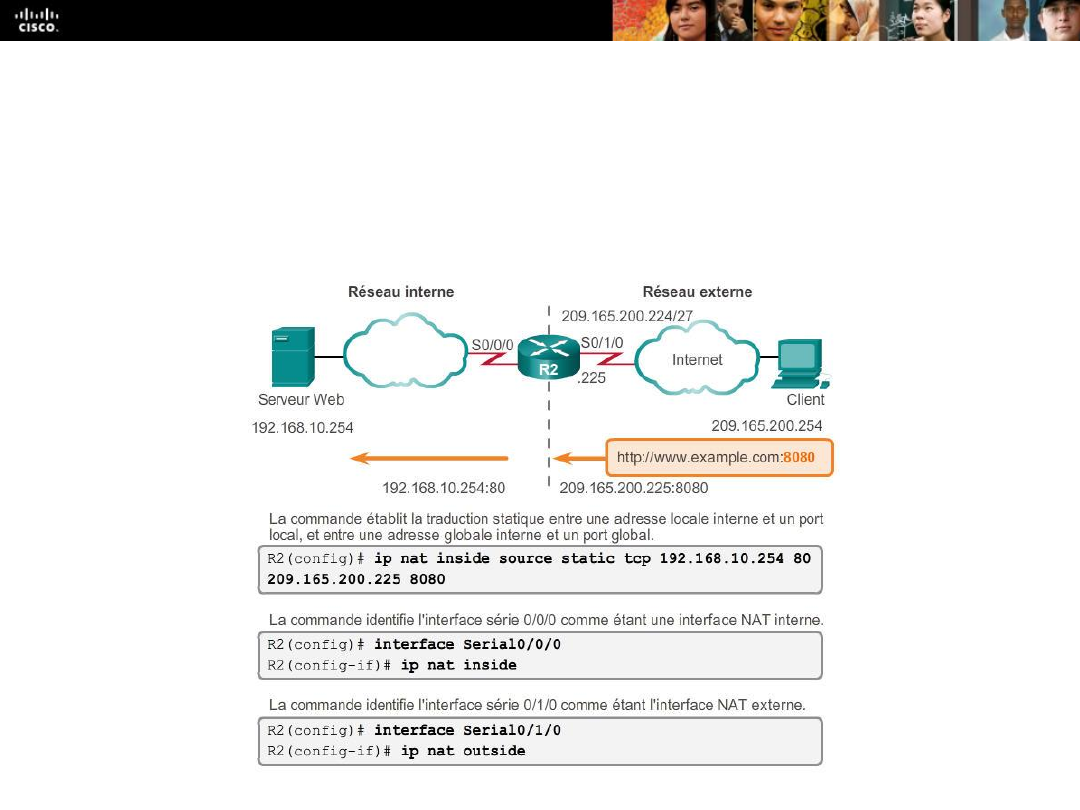 CISCO.
Réseau interne
Réseau externe
209.165.200.224/27
S0/0/0
S0/1/0
R2
.225
Internet
Serveur Web
Client
192.168.10.254
209.165.200.254
http://www.example.com:8080
192.168.10.254:80
209.165.200.225:8080
La commande établit la traduction statique entre une adresse locale interne et un port
local, et entre une adresse globale interne et un port global.
R2(config)# ip nat inside source static tcp 192.168.10.254 80
209.165.200.225 8080
La commande identifie l'interface série 0/0/0 comme étant une interface NAT interne.
R2(config)# interface Serial0/0/0
R2(config-if)# ip nat inside
La commande identifie l'interface série 0/1/0 comme étant l'interface NAT externe.
R2(config)# interface Serial0/1/0
R2(config-if)# ip nat outside